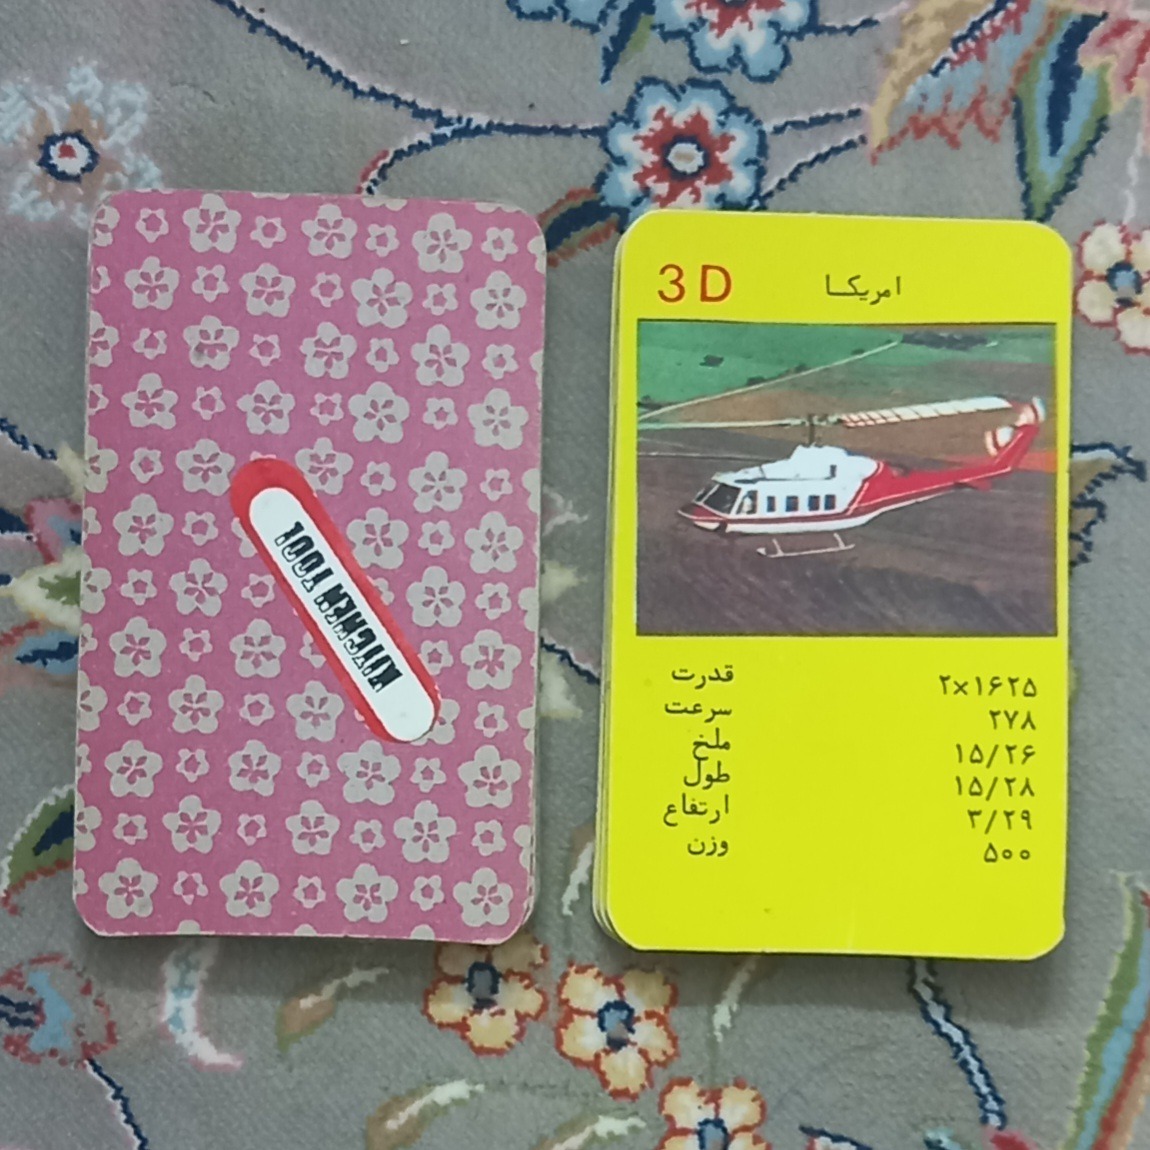 KITCHEN TOOL
3D امریکا
قدرت ۲×۱۶۲۵
سرعت ۲۷۸
ملخ ۱۵/۲۶
طول ۱۵/۲۸
ارتفاع ۳/۲۹
وزن ۵۰۰